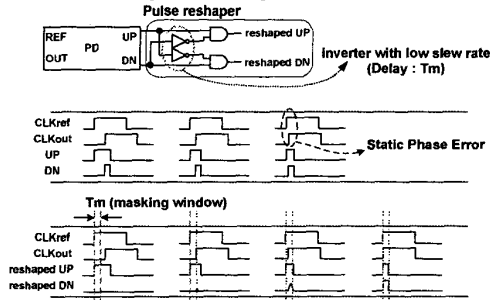 Pulse reshaper
REF UP
PD
OUT DN
reshaped UP
reshaped DN
inverter with low slew rate
(Delay : Tm)
CLKref
CLKout
UP
DN
Static Phase Error
Tm (masking window)
CLKref
CLKout
reshaped UP
reshaped DN